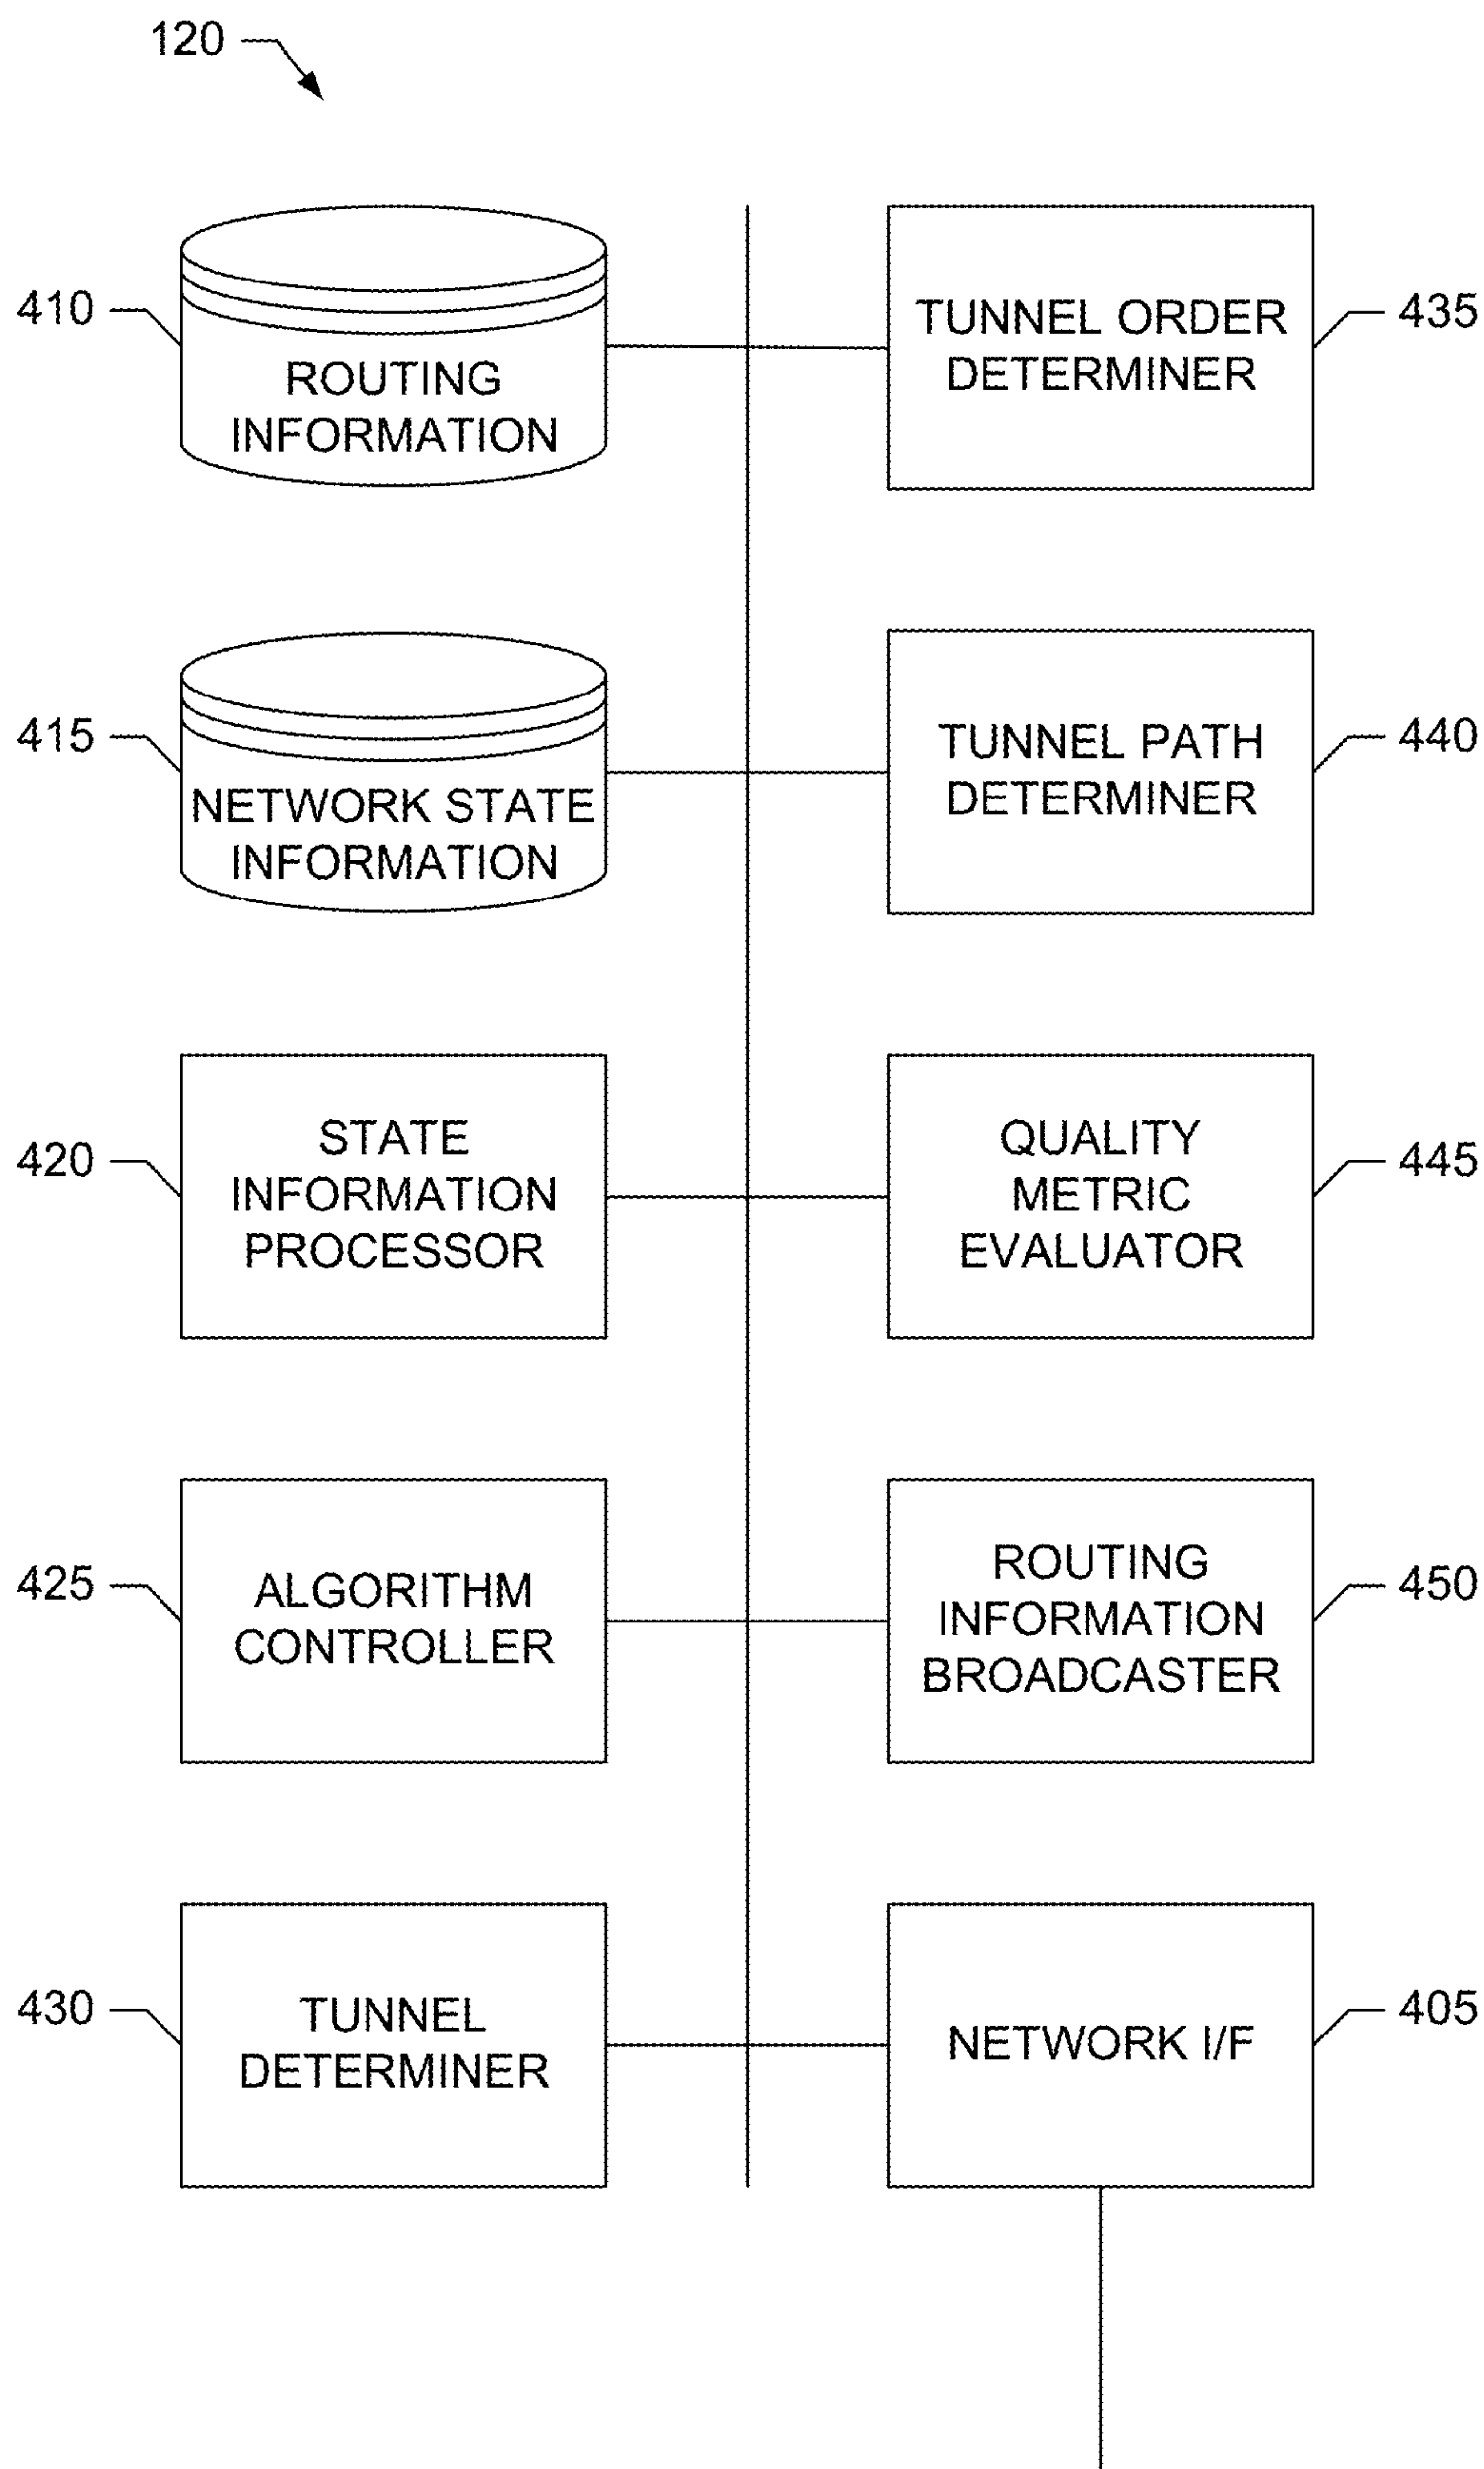 120
410
ROUTING
INFORMATION
TUNNEL ORDER
DETERMINER
435
415
NETWORK STATE
INFORMATION
TUNNEL PATH
DETERMINER
440
420
STATE
INFORMATION
PROCESSOR
QUALITY
METRIC
EVALUATOR
445
425
ALGORITHM
CONTROLLER
ROUTING
INFORMATION
BROADCASTER
450
430
TUNNEL
DETERMINER
NETWORK I/F
405